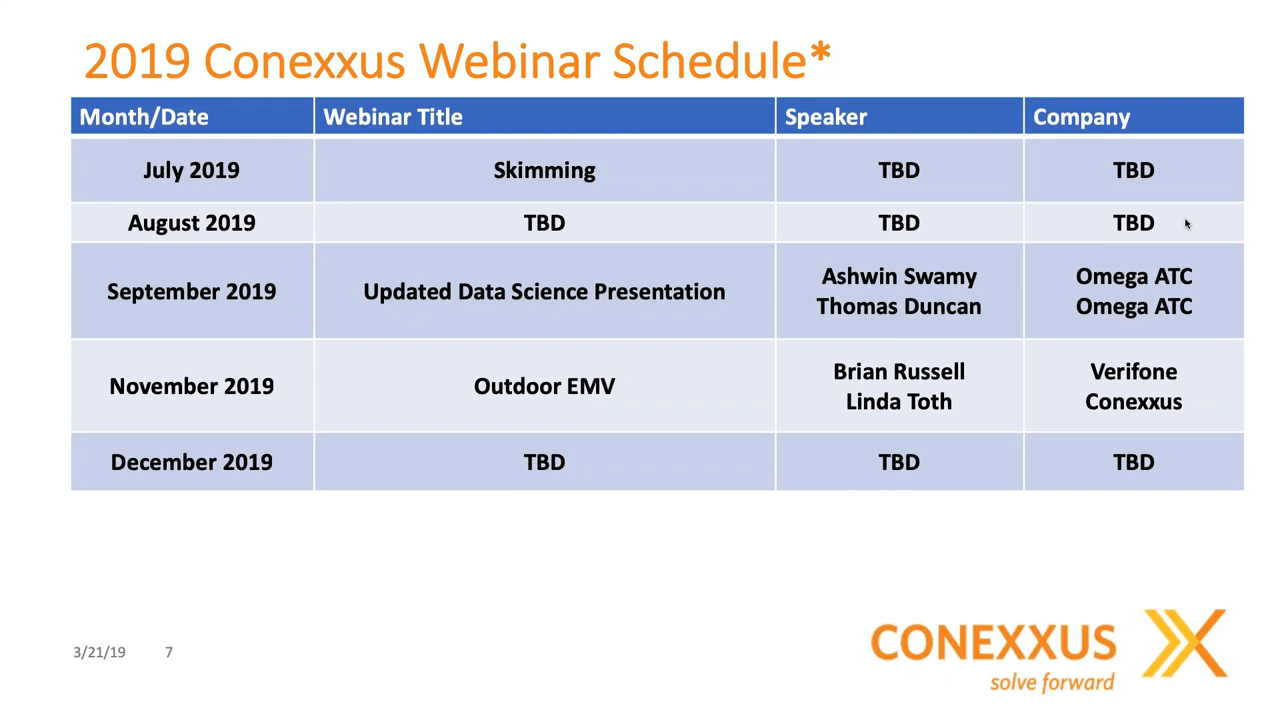 2019 Conexxus Webinar Schedule*
Month/Date Webinar Title Speaker Company
July 2019 Skimming TBD TBD
August 2019 TBD TBD TBD
September 2019 Updated Data Science Presentation Ashwin Swamy Omega ATC
Thomas Duncan Omega ATC
November 2019 Outdoor EMV Brian Russell Verifone
Linda Toth Conexxus
December 2019 TBD TBD TBD
3/21/19 7
CONEXXUS
solve forward